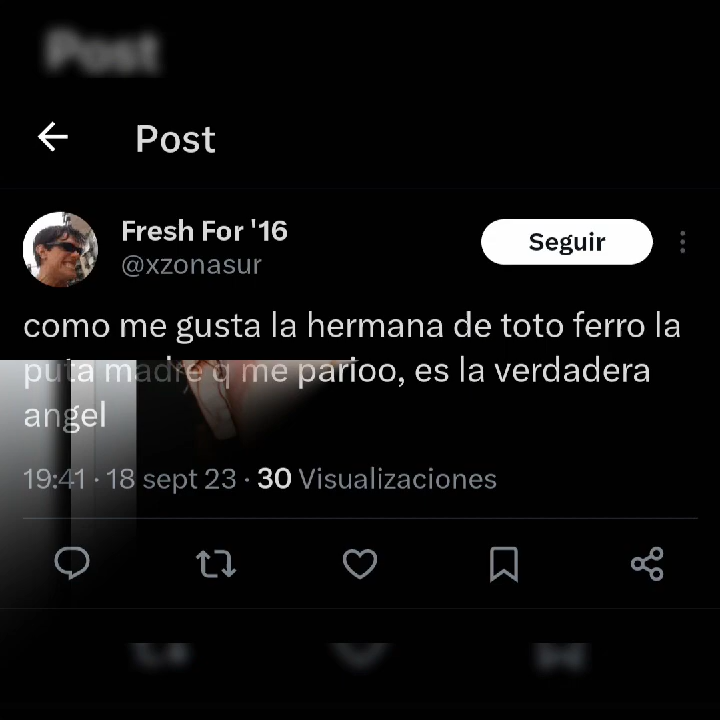 Post
Post
Fresh For '16
@xzonasur
Seguir
como me gusta la hermana de toto ferro la
puta madre q me parioo, es la verdadera
angel
19:41 · 18 sept 23 · 30 Visualizaciones